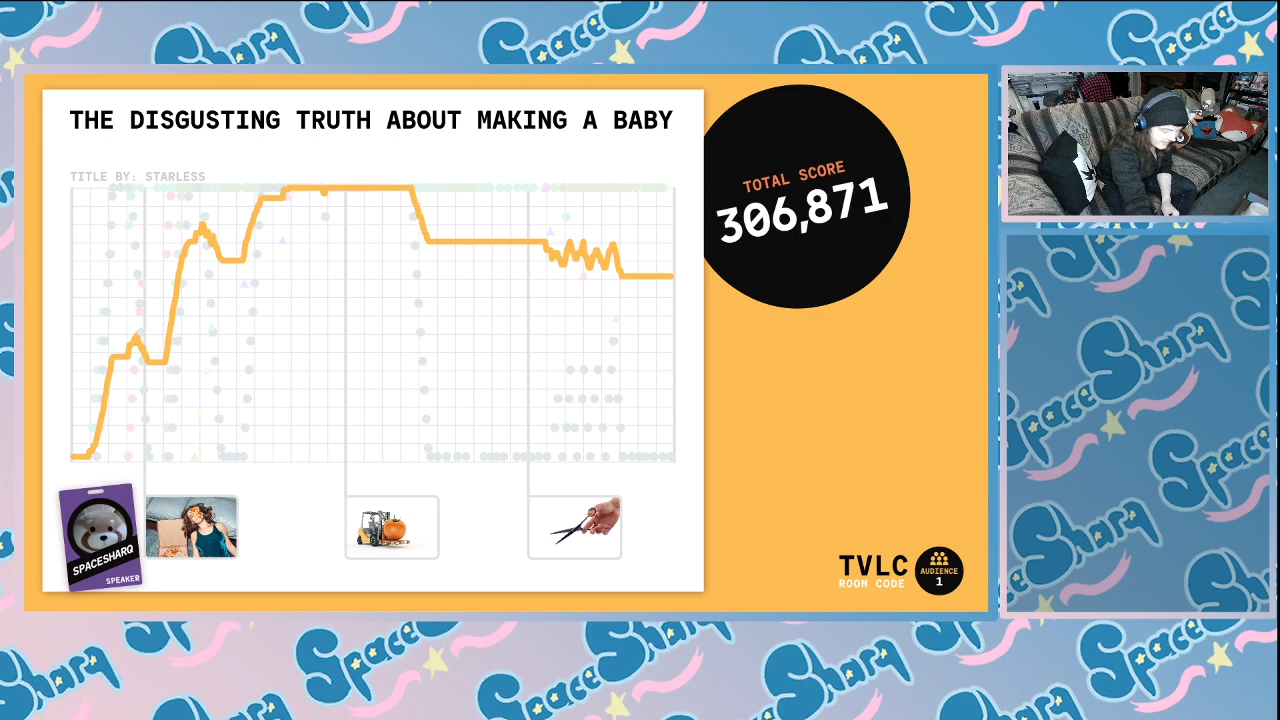 THE DISGUSTING TRUTH ABOUT MAKING A BABY
TITLE BY: STARLESS
TOTAL SCORE
306,871
SPACESHARQ
SPEAKER
TVLC
ROOM CODE
AUDIENCE
1
SpaceSharq